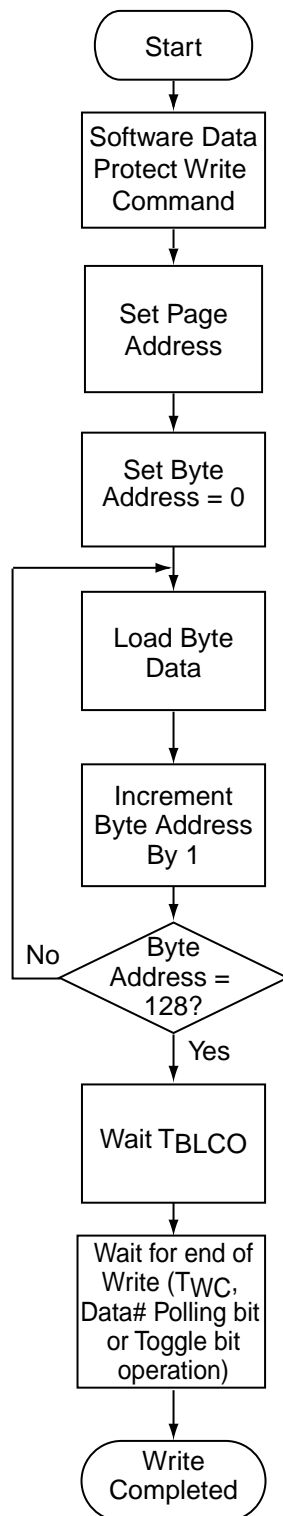 Start
Software Data
Protect Write
Command
Set Page
Address
Set Byte
Address = 0
Load Byte
Data
Increment
Byte Address
By 1
Byte
Address =
128?
No
Yes
Wait TBLCO
Wait for end of
Write (TWC,
Data# Polling bit
or Toggle bit
operation)
Write
Completed